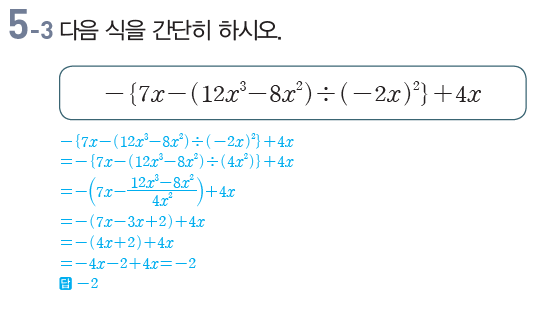 5-3 다음 식을 간단히 하시오.
−{7x−(12x³−8x²)÷(−2x)²}+4x
−{7x−(12x³−8x²)÷(−2x)²}+4x
=−{7x−(12x³−8x²)÷(4x²)}+4x
=−(7x−\frac{12x³−8x²}{4x²})+4x
=−(7x−3x+2)+4x
=−(4x+2)+4x
=−4x−2+4x=−2
답 −2